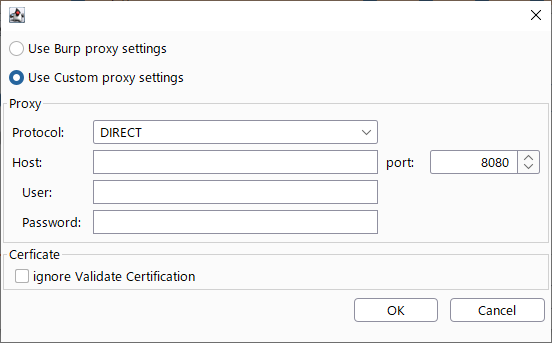 Use Burp proxy settings
Use Custom proxy settings
Proxy
Protocol: DIRECT
Host: port: 8080
User:
Password:
Cerficate
ignore Validate Certification
OK Cancel